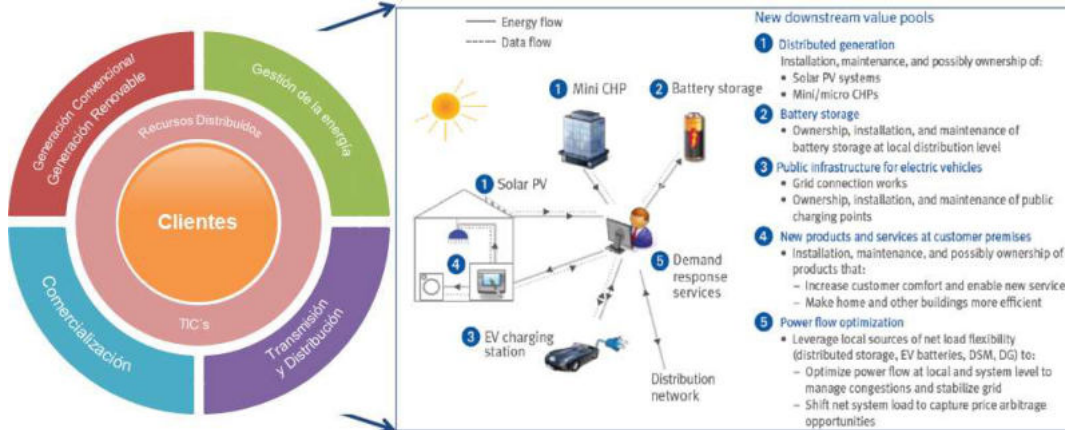 Generación Convencional/
Generación Renovable
Gestión de la energía
Recursos Distribuidos
Clientes
TIC´s
Comercialización
Transmisión
y Distribución
Energy flow
Data flow
1 Mini CHP
2 Battery storage
1 Solar PV
4
5 Demand
response
services
3 EV charging
station
Distribution
network
New downstream value pools
1 Distributed generation
Installation, maintenance, and possibly ownership of:
• Solar PV systems
• Mini/micro CHPs
2 Battery storage
• Ownership, installation, and maintenance of
battery storage at local distribution level
3 Public infrastructure for electric vehicles
• Grid connection works
• Ownership, installation, and maintenance of public
charging points
4 New products and services at customer premises
• Installation, maintenance, and possibly ownership of
products that:
– Increase customer comfort and enable new service
– Make home and other buildings more efficient
5 Power flow optimization
• Leverage local sources of net load flexibility
(distributed storage, EV batteries, DSM, DG) to:
– Optimize power flow at local and system level to
manage congestions and stabilize grid
– Shift net system load to capture price arbitrage
opportunities